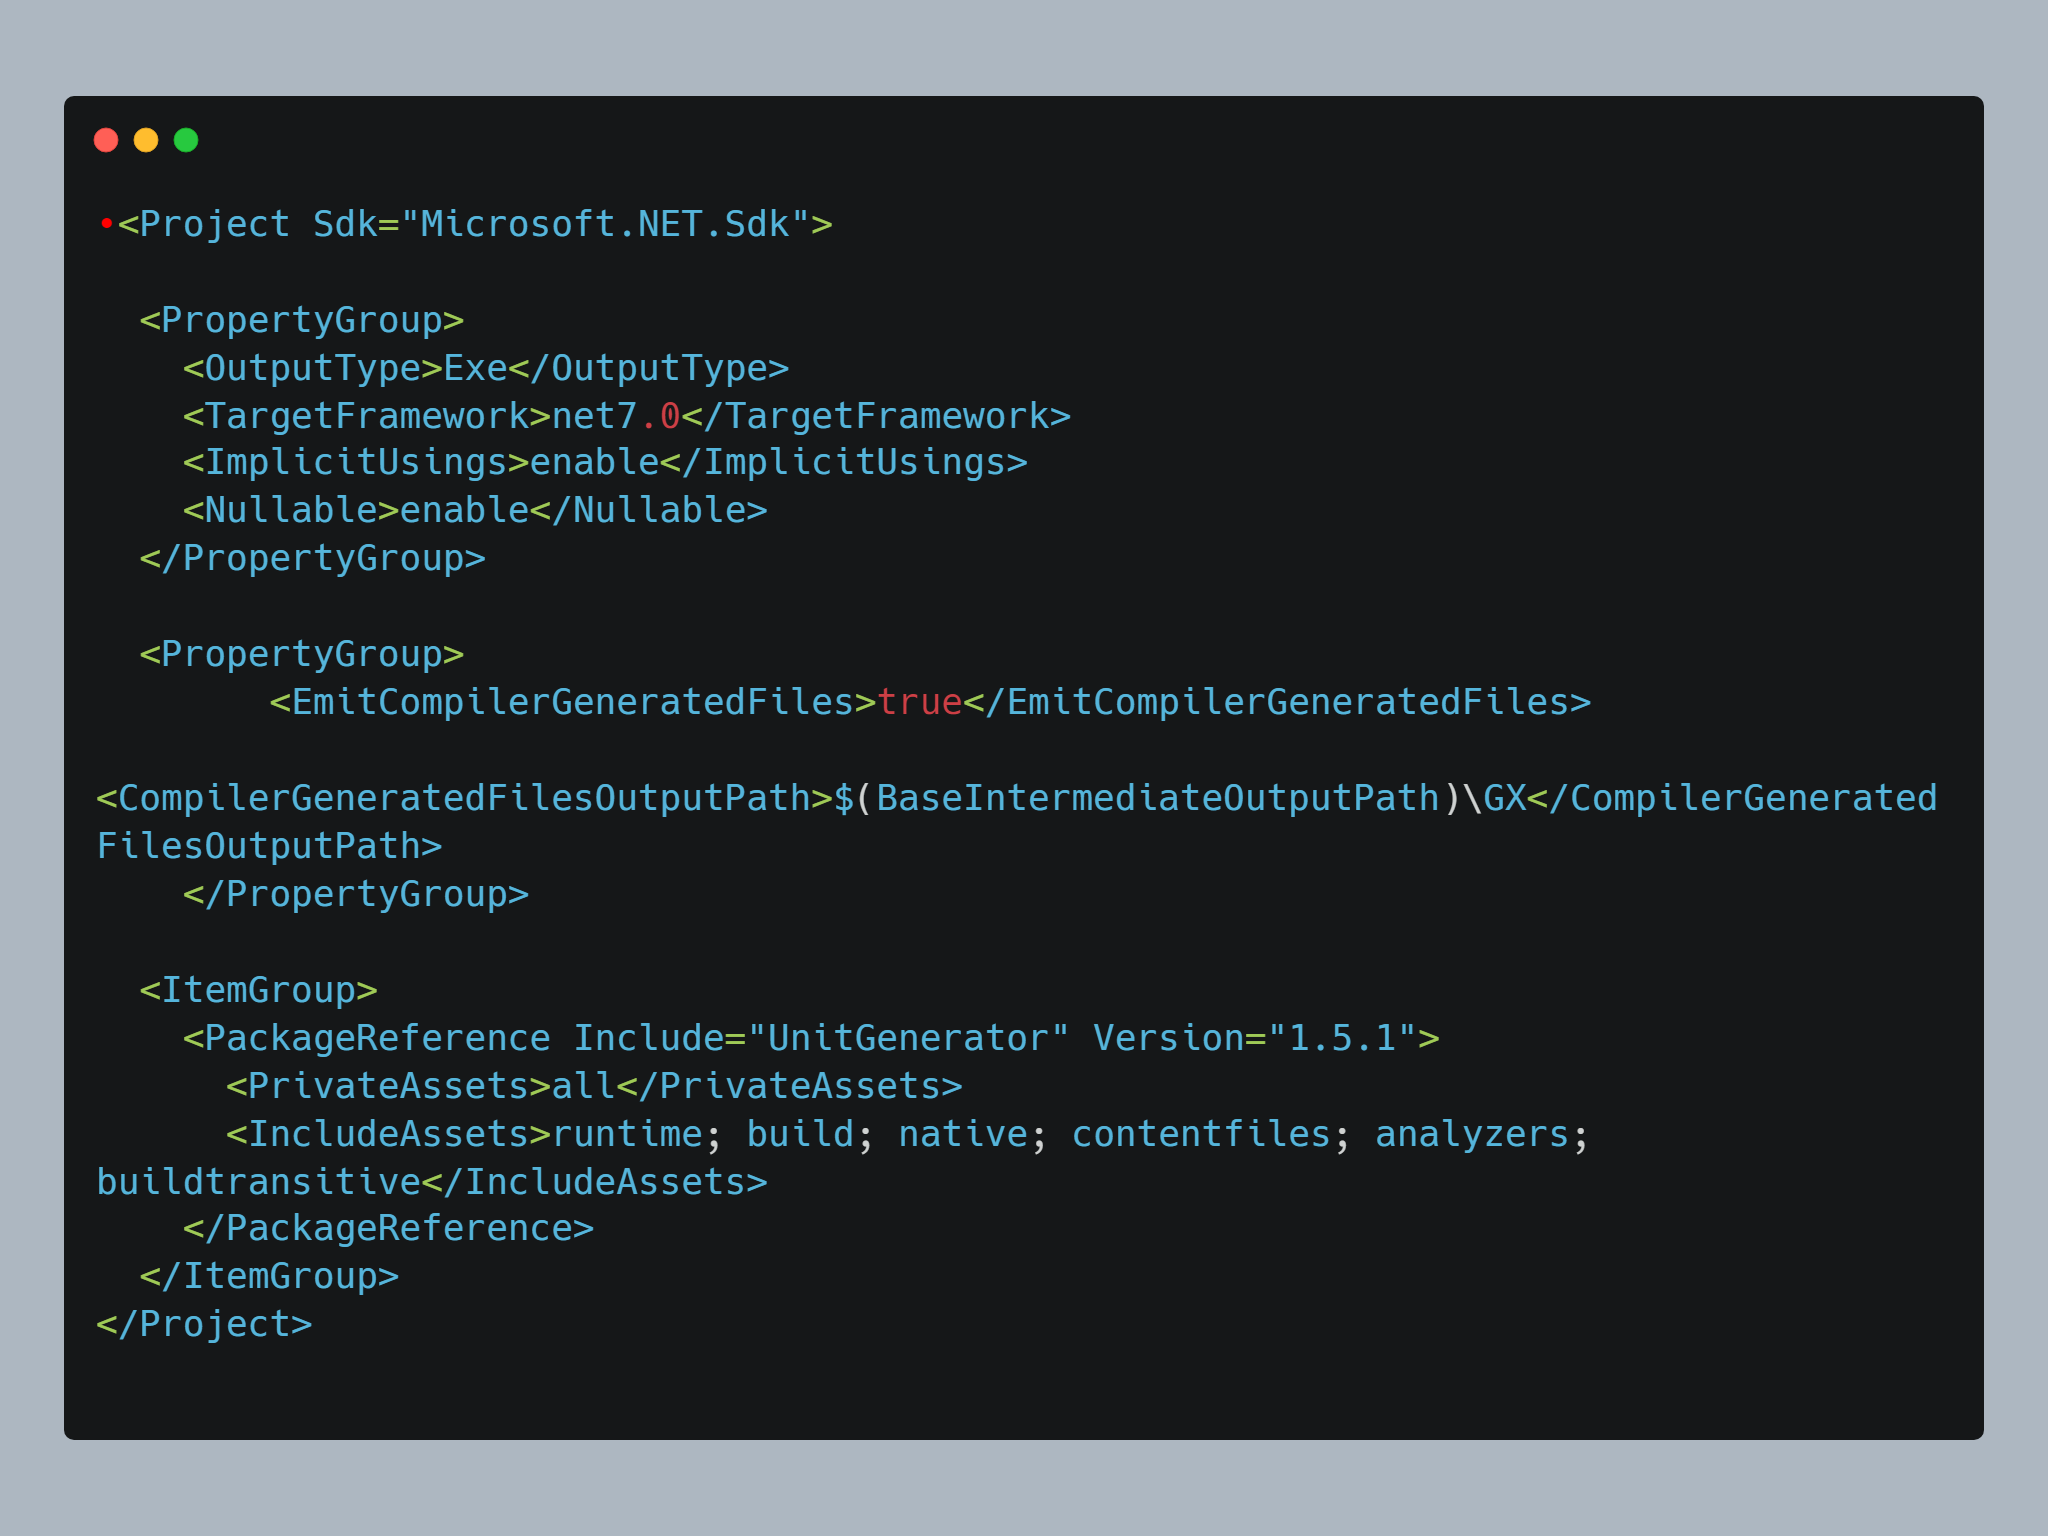 •<Project Sdk="Microsoft.NET.Sdk">

  <PropertyGroup>
    <OutputType>Exe</OutputType>
    <TargetFramework>net7.0</TargetFramework>
    <ImplicitUsings>enable</ImplicitUsings>
    <Nullable>enable</Nullable>
  </PropertyGroup>

  <PropertyGroup>
        <EmitCompilerGeneratedFiles>true</EmitCompilerGeneratedFiles>

<CompilerGeneratedFilesOutputPath>$(BaseIntermediateOutputPath)\GX</CompilerGenerated
FilesOutputPath>
    </PropertyGroup>

  <ItemGroup>
    <PackageReference Include="UnitGenerator" Version="1.5.1">
      <PrivateAssets>all</PrivateAssets>
      <IncludeAssets>runtime; build; native; contentfiles; analyzers;
buildtransitive</IncludeAssets>
    </PackageReference>
  </ItemGroup>
</Project>